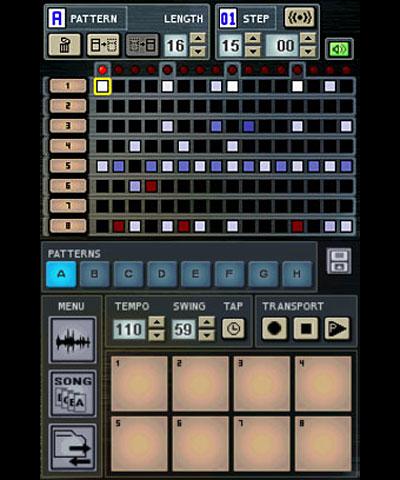 A PATTERN LENGTH 01 STEP
16 15 00
1
2
3
4
5
6
7
8
PATTERNS
A B C D E F G H
MENU TEMPO SWING TAP TRANSPORT
110 59 P
SONG
1 2 3 4
5 6 7 8